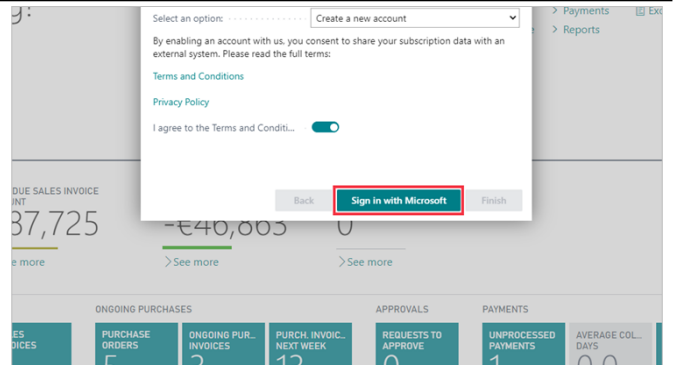 Select an option:
Create a new account
> Payments
> Reports
By enabling an account with us, you consent to share your subscription data with an
external system. Please read the full terms:
Terms and Conditions
Privacy Policy
I agree to the Terms and Conditi...
Back
Sign in with Microsoft
Finish
DUE SALES INVOICE
37,725
-€46,863
0
See more
>See more
>See more
ONGOING PURCHASES
APPROVALS
PAYMENTS
PURCHASE
ORDERS
ONGOING PUR...
INVOICES
PURCH. INVOIC...
NEXT WEEK
REQUESTS TO
APPROVE
UNPROCESSED
PAYMENTS
AVERAGE COL...
DAYS